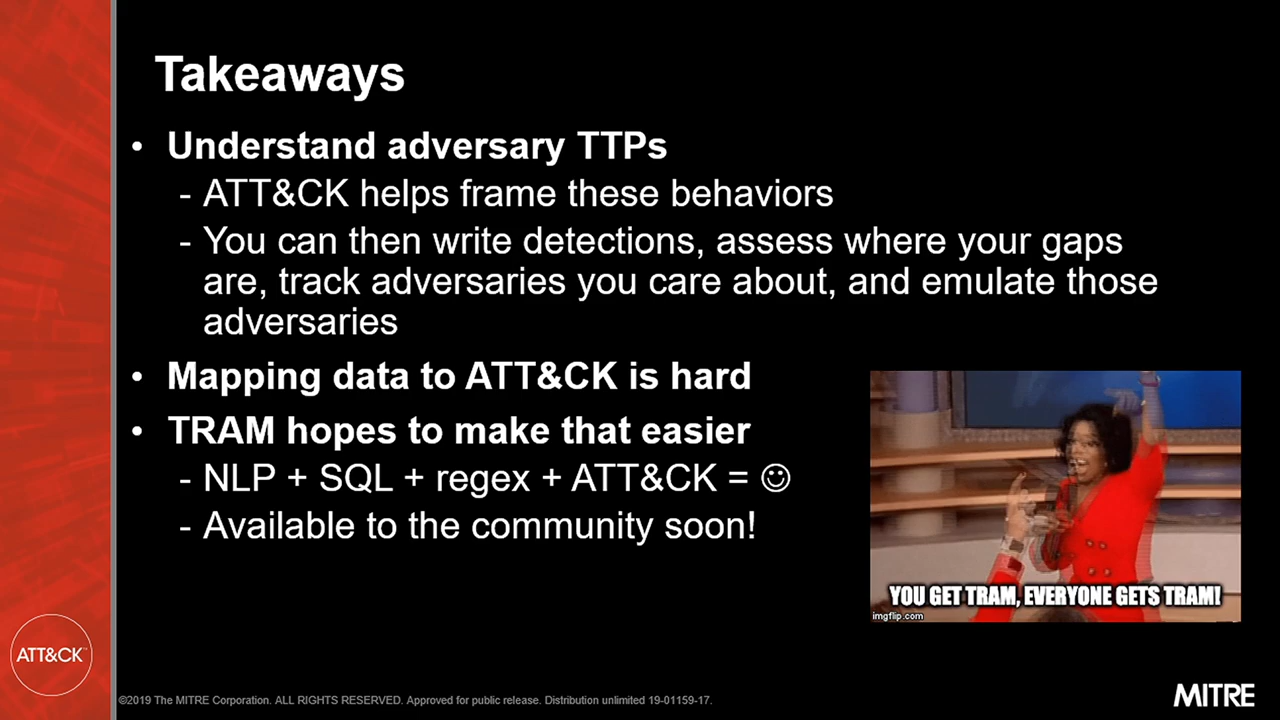 Takeaways
• Understand adversary TTPs
- ATT&CK helps frame these behaviors
- You can then write detections, assess where your gaps
are, track adversaries you care about, and emulate those
adversaries
• Mapping data to ATT&CK is hard
• TRAM hopes to make that easier
- NLP + SQL + regex + ATT&CK = ☺
- Available to the community soon!
YOU GET TRAM, EVERYONE GETS TRAM!
imgflip.com
ATT&CK™
©2019 The MITRE Corporation. ALL RIGHTS RESERVED. Approved for public release. Distribution unlimited 19-01159-17.
MITRE